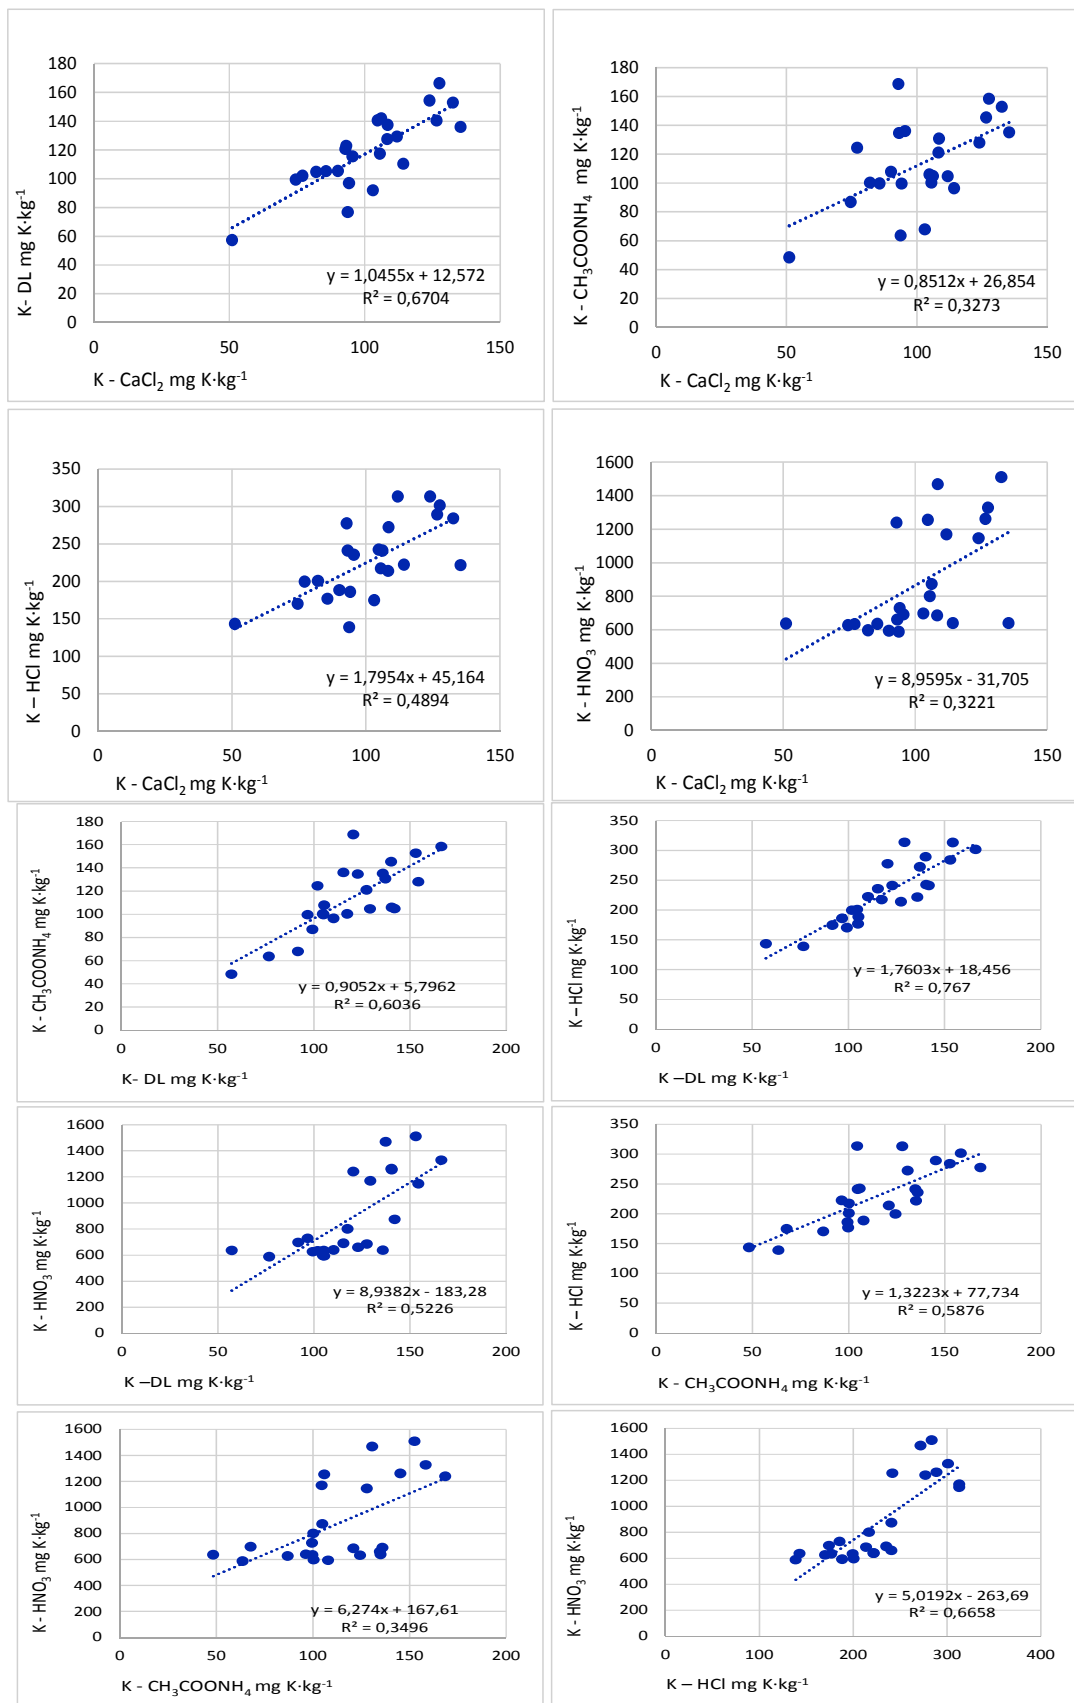 180
160
140
120
100
80
60
40
20
0
K- DL mg K·kg⁻¹
y = 1,0455x + 12,572
R² = 0,6704
0 50 100 150
K - CaCl₂ mg K·kg⁻¹
180
160
140
120
100
80
60
40
20
0
K - CH₃COONH₄ mg K·kg⁻¹
y = 0,8512x + 26,854
R² = 0,3273
0 50 100 150
K - CaCl₂ mg K·kg⁻¹
350
300
250
200
150
100
50
0
K – HCl mg K·kg⁻¹
y = 1,7954x + 45,164
R² = 0,4894
0 50 100 150
K - CaCl₂ mg K·kg⁻¹
1600
1400
1200
1000
800
600
400
200
0
K - HNO₃ mg K·kg⁻¹
y = 8,9595x - 31,705
R² = 0,3221
0 50 100 150
K - CaCl₂ mg K·kg⁻¹
180
160
140
120
100
80
60
40
20
0
K - CH₃COONH₄ mg K·kg⁻¹
y = 0,9052x + 5,7962
R² = 0,6036
0 50 100 150 200
K- DL mg K·kg⁻¹
350
300
250
200
150
100
50
0
K – HCl mg K·kg⁻¹
y = 1,7603x + 18,456
R² = 0,767
0 50 100 150 200
K –DL mg K·kg⁻¹
1600
1400
1200
1000
800
600
400
200
0
K - HNO₃ mg K·kg⁻¹
y = 8,9382x - 183,28
R² = 0,5226
0 50 100 150 200
K –DL mg K·kg⁻¹
350
300
250
200
150
100
50
0
K – HCl mg K·kg⁻¹
y = 1,3223x + 77,734
R² = 0,5876
0 50 100 150 200
K - CH₃COONH₄ mg K·kg⁻¹
1600
1400
1200
1000
800
600
400
200
0
K - HNO₃ mg K·kg⁻¹
y = 6,274x + 167,61
R² = 0,3496
0 50 100 150 200
K - CH₃COONH₄ mg K·kg⁻¹
1600
1400
1200
1000
800
600
400
200
0
K - HNO₃ mg K·kg⁻¹
y = 5,0192x - 263,69
R² = 0,6658
0 100 200 300 400
K – HCl mg K·kg⁻¹